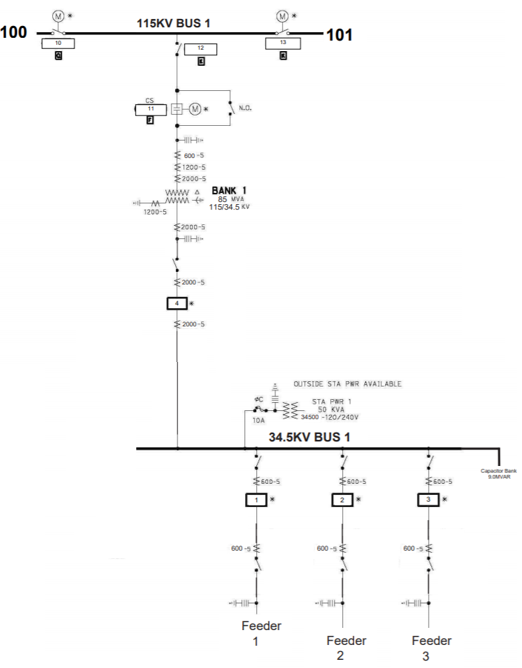 115KV BUS 1
100
M *
M *
101
10
12
13
CS
11
M *
N.O.
600-5
1200-5
2000-5
BANK 1
85 MVA
115/34.5 KV
1200-5
2000-5
2000-5
4 *
2000-5
OUTSIDE STA PWR AVAILABLE
øC
10A
STA PWR 1
50 KVA
34500-120/240V
34.5KV BUS 1
Capacitor Bank
9.0MVAR
600-5
600-5
600-5
1 *
2 *
3 *
600-5
600-5
600-5
Feeder
1
Feeder
2
Feeder
3